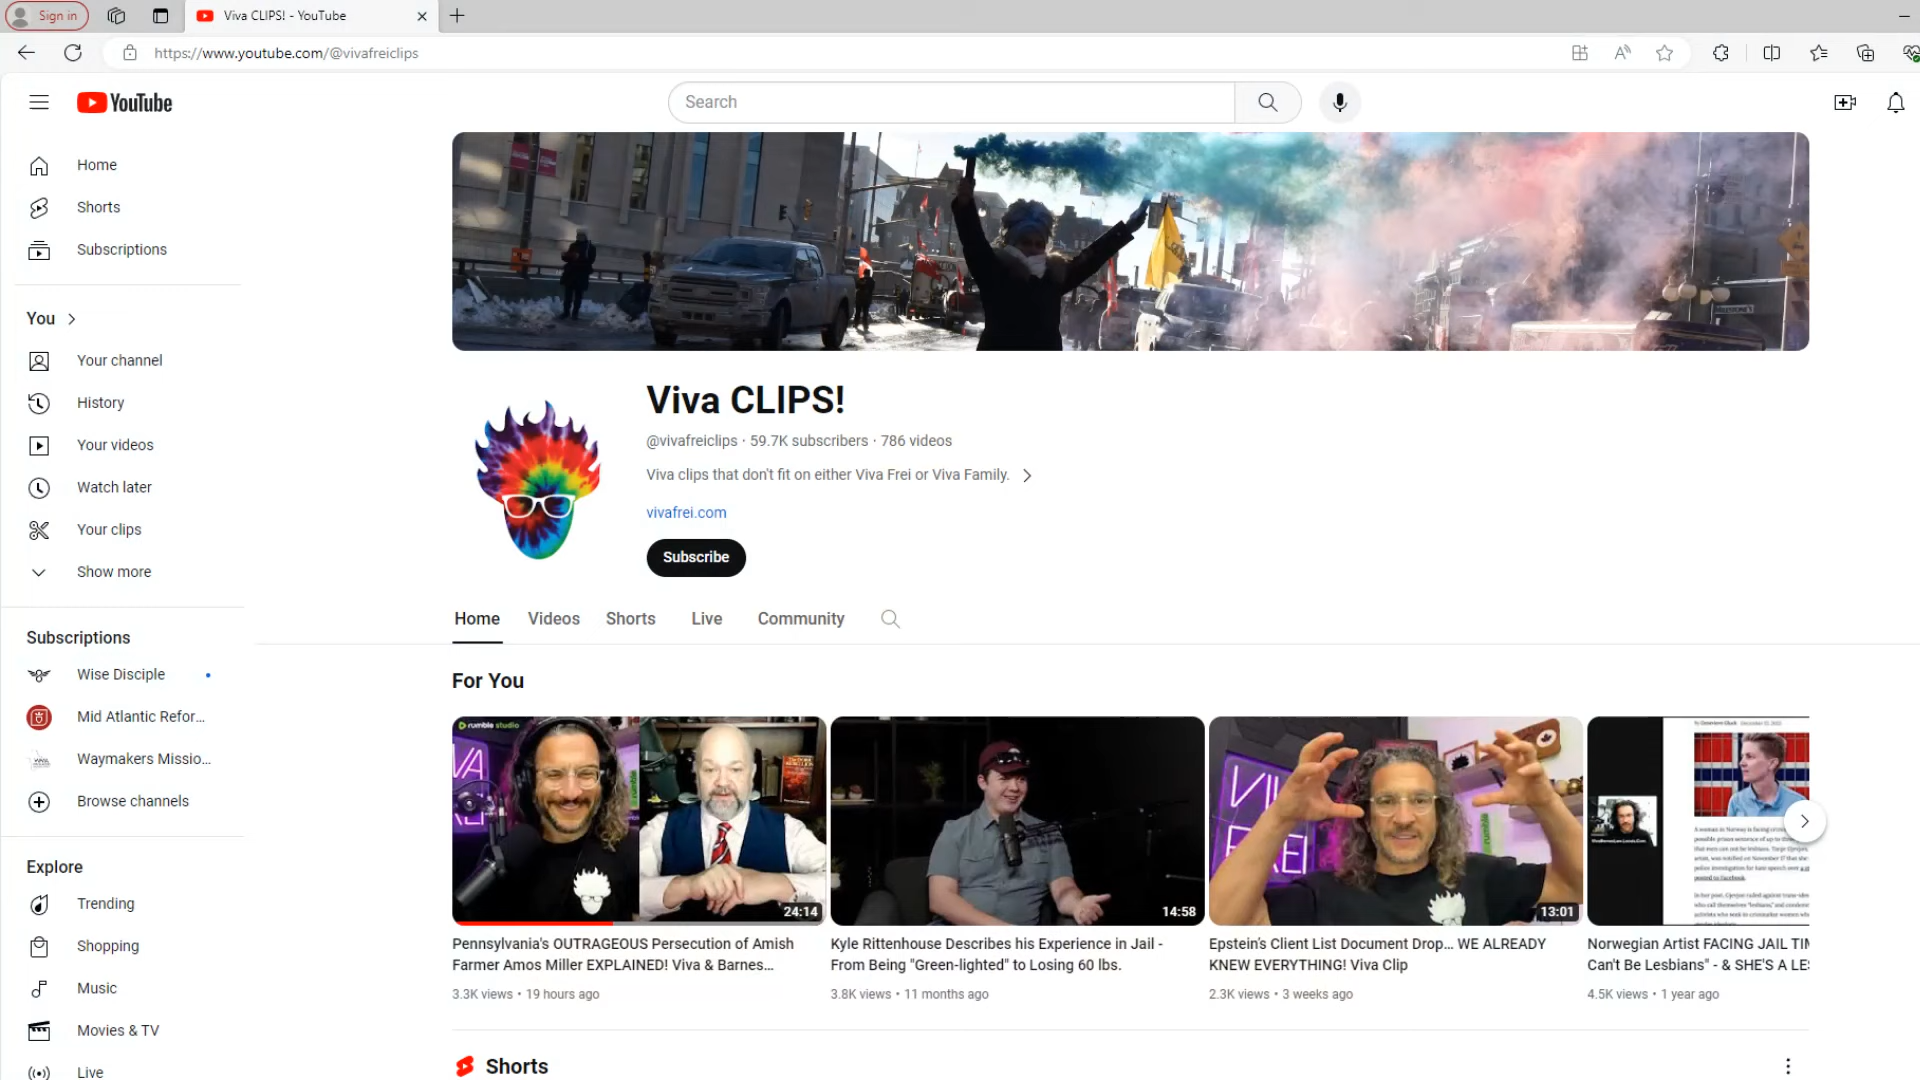 Sign in
Viva CLIPS! - YouTube
https://www.youtube.com/@vivafreiclips
YouTube
Search
Home
Shorts
Subscriptions
You
Your channel
History
Your videos
Watch later
Your clips
Show more
Subscriptions
Wise Disciple
Mid Atlantic Refor...
Waymakers Missio...
Browse channels
Explore
Trending
Shopping
Music
Movies & TV
Live
Viva CLIPS!
@vivafreiclips · 59.7K subscribers · 786 videos
Viva clips that don't fit on either Viva Frei or Viva Family.
vivafrei.com
Subscribe
Home Videos Shorts Live Community
For You
rumble studio
24:14
Pennsylvania's OUTRAGEOUS Persecution of Amish
Farmer Amos Miller EXPLAINED! Viva & Barnes...
3.3K views • 19 hours ago
14:58
Kyle Rittenhouse Describes his Experience in Jail -
From Being "Green-lighted" to Losing 60 lbs.
3.8K views • 11 months ago
13:01
Epstein's Client List Document Drop... WE ALREADY
KNEW EVERYTHING! Viva Clip
2.3K views • 3 weeks ago
Norwegian Artist FACING JAIL TIM
Can't Be Lesbians" - & SHE'S A LES
4.5K views • 1 year ago
Shorts